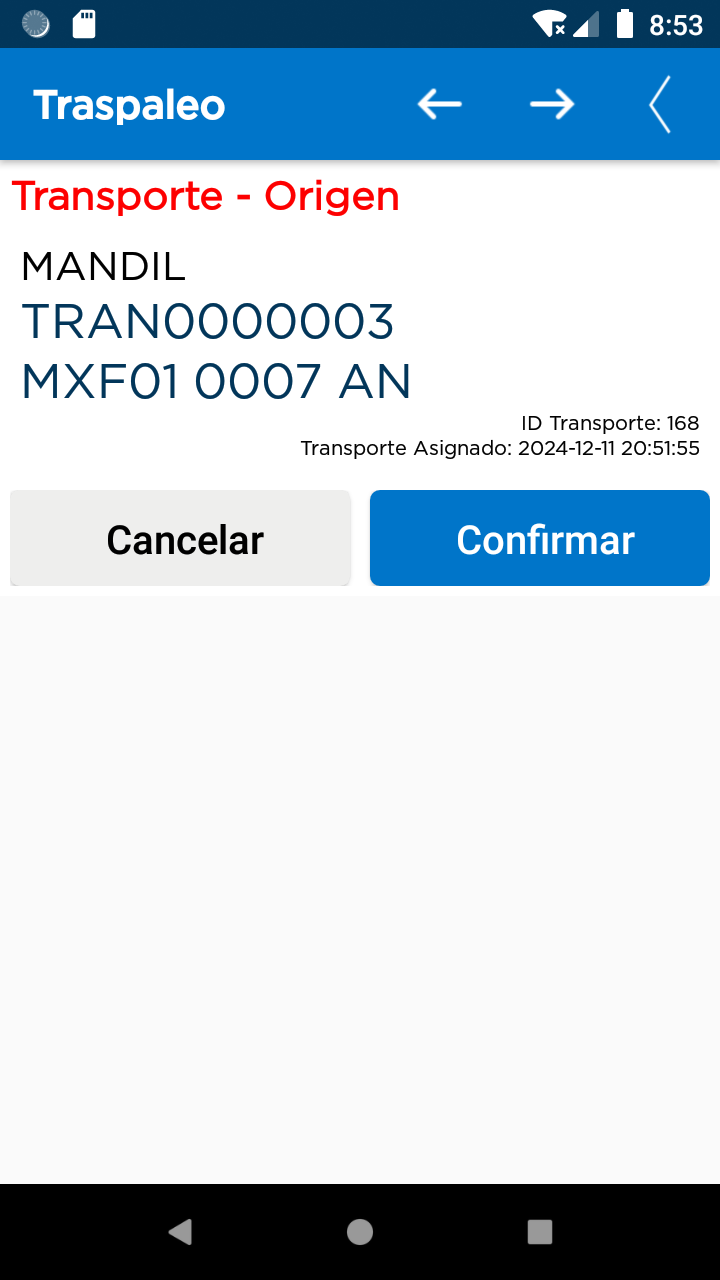 8:53
Traspaleo
Transporte - Origen
MANDIL
TRAN0000003
MXF01 0007 AN
ID Transporte: 168
Transporte Asignado: 2024-12-11 20:51:55
Cancelar
Confirmar